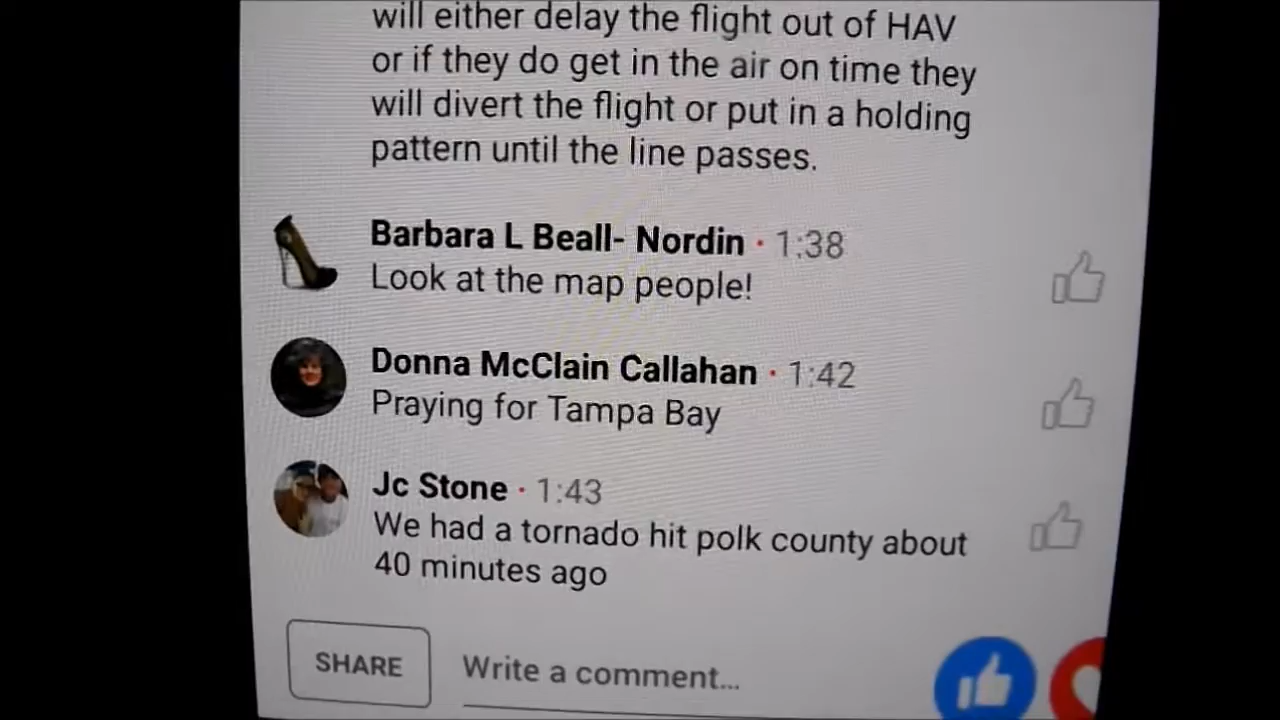 will either delay the flight out of HAV
or if they do get in the air on time they
will divert the flight or put in a holding
pattern until the line passes.
Barbara L Beall- Nordin · 1:38
Look at the map people!
Donna McClain Callahan · 1:42
Praying for Tampa Bay
Jc Stone · 1:43
We had a tornado hit polk county about
40 minutes ago
SHARE
Write a comment...